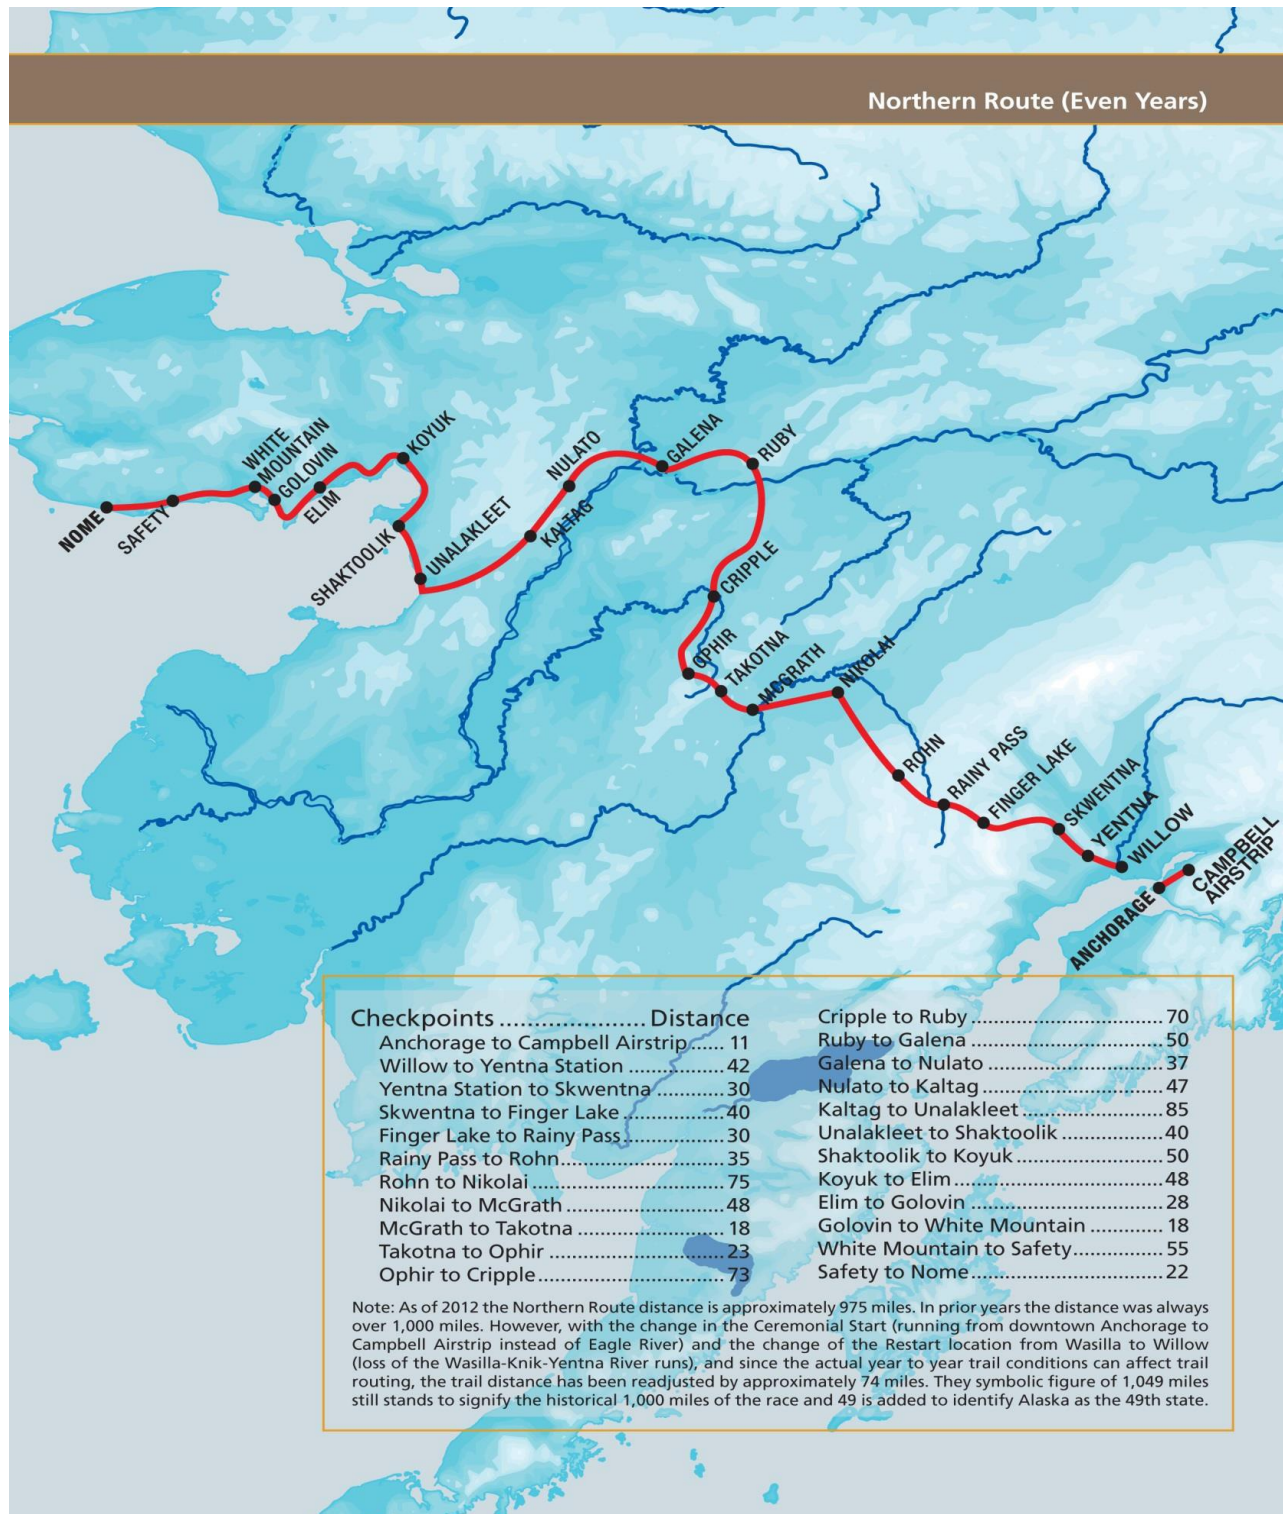 Northern Route (Even Years)
KOYUK
WHITE
MOUNTAIN
GOLOVIN
ELIM
NOME
SAFETY
SHAKTOOLIK
UNALAKLEET
KALTAG
NULATO
GALENA
RUBY
CRIPPLE
OPHIR
TAKOTNA
MCGRATH
NIKOLAI
ROHN
RAINY PASS
FINGER LAKE
SKWENTNA
YENTNA
WILLOW
CAMPBELL
AIRSTRIP
ANCHORAGE
Checkpoints ...................... Distance
Anchorage to Campbell Airstrip...... 11
Willow to Yentna Station ................ 42
Yentna Station to Skwentna ............ 30
Skwentna to Finger Lake ................. 40
Finger Lake to Rainy Pass ................. 30
Rainy Pass to Rohn........................... 35
Rohn to Nikolai ................................ 75
Nikolai to McGrath .......................... 48
McGrath to Takotna ......................... 18
Takotna to Ophir ............................. 23
Ophir to Cripple............................... 73
Cripple to Ruby ................................ 70
Ruby to Galena ................................ 50
Galena to Nulato ............................. 37
Nulato to Kaltag .............................. 47
Kaltag to Unalakleet ........................ 85
Unalakleet to Shaktoolik .................. 40
Shaktoolik to Koyuk ......................... 50
Koyuk to Elim ................................... 48
Elim to Golovin ................................ 28
Golovin to White Mountain ............ 18
White Mountain to Safety............... 55
Safety to Nome................................ 22
Note: As of 2012 the Northern Route distance is approximately 975 miles. In prior years the distance was always
over 1,000 miles. However, with the change in the Ceremonial Start (running from downtown Anchorage to
Campbell Airstrip instead of Eagle River) and the change of the Restart location from Wasilla to Willow
(loss of the Wasilla-Knik-Yentna River runs), and since the actual year to year trail conditions can affect trail
routing, the trail distance has been readjusted by approximately 74 miles. They symbolic figure of 1,049 miles
still stands to signify the historical 1,000 miles of the race and 49 is added to identify Alaska as the 49th state.